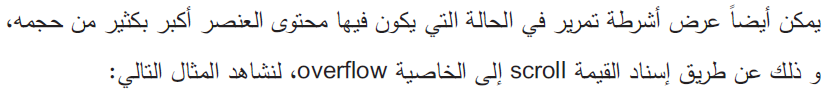 يمكن أيضاً عرض أشرطة تمرير في الحالة التي يكون فيها محتوى العنصر أكبر بكثير من حجمه،
و ذلك عن طريق إسناد القيمة scroll إلى الخاصية overflow، لنشاهد المثال التالي: